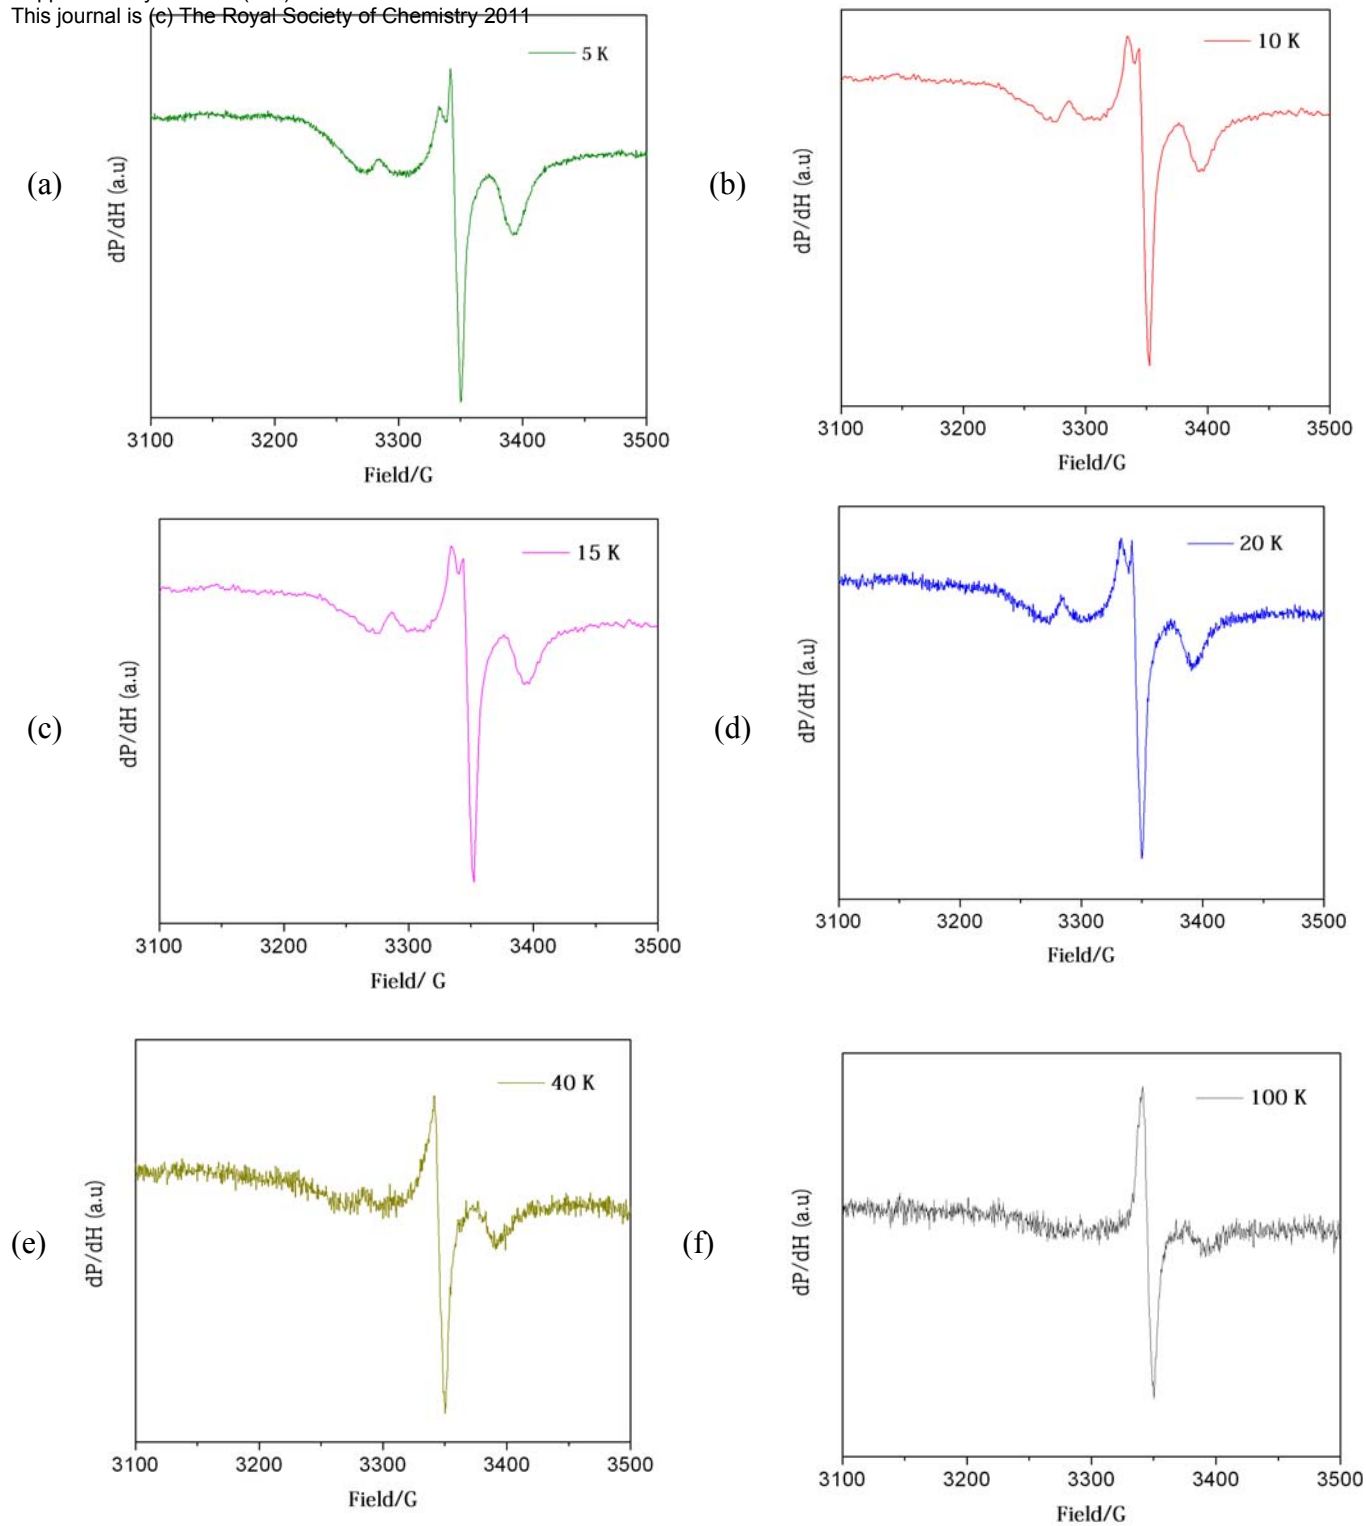 This journal is (c) The Royal Society of Chemistry 2011
(a)
dP/dH (a.u)
5 K
3100 3200 3300 3400 3500
Field/G
(b)
dP/dH (a.u)
10 K
3100 3200 3300 3400 3500
Field/G
(c)
dP/dH (a.u)
15 K
3100 3200 3300 3400 3500
Field/ G
(d)
dP/dH (a.u)
20 K
3100 3200 3300 3400 3500
Field/G
(e)
dP/dH (a.u)
40 K
3100 3200 3300 3400 3500
Field/G
(f)
dP/dH (a.u)
100 K
3100 3200 3300 3400 3500
Field/G